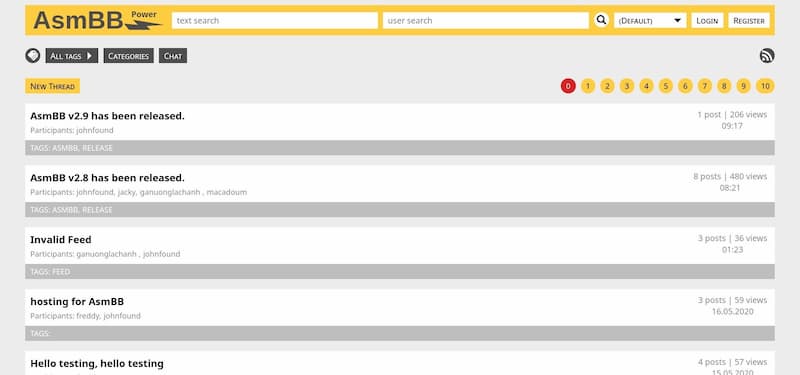 AsmBB Power text search user search (Default) Login Register
All tags Categories Chat
New Thread 0 1 2 3 4 5 6 7 8 9 10
AsmBB v2.9 has been released. 1 post | 206 views
Participants: johnfound 09:17
TAGS: ASMBB, RELEASE
AsmBB v2.8 has been released. 8 posts | 480 views
Participants: johnfound, jacky, ganuonglachanh , macadoum 08:21
TAGS: ASMBB, RELEASE
Invalid Feed 3 posts | 36 views
Participants: ganuonglachanh , johnfound 01:23
TAGS: FEED
hosting for AsmBB 3 posts | 59 views
Participants: freddy, johnfound 16.05.2020
TAGS:
Hello testing, hello testing 4 posts | 57 views
15.05.2020